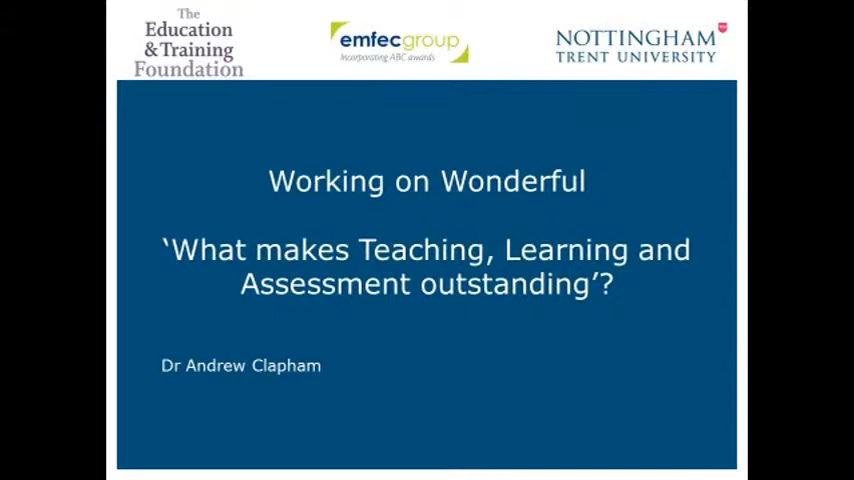 The
Education
& Training
Foundation
emfecgroup
Incorporating ABC awards
NOTTINGHAM
TRENT UNIVERSITY
Working on Wonderful
‘What makes Teaching, Learning and
Assessment outstanding’?
Dr Andrew Clapham